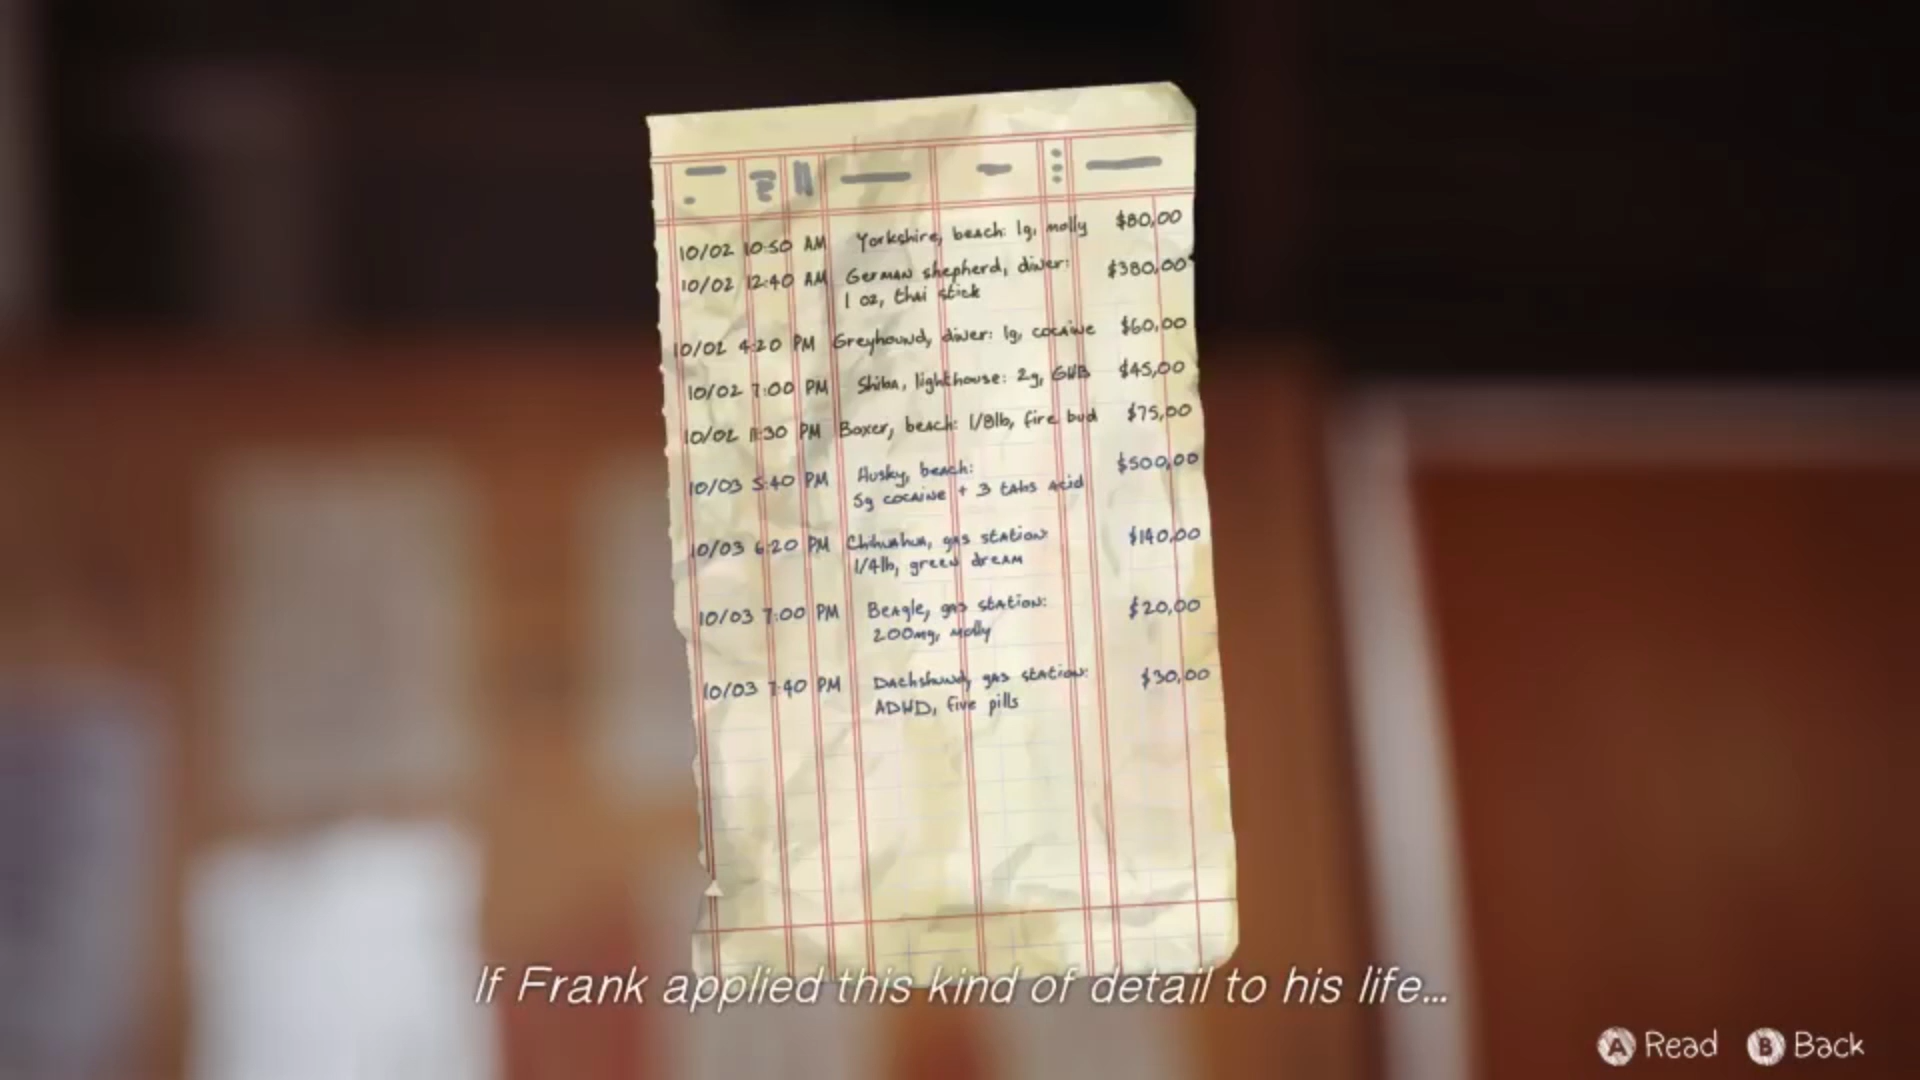 10/02 10:50 AM Yorkshire, beach: 1g, molly $80,00
10/02 12:40 AM German shepherd, diner: $380,00
1 oz, thai stick
10/02 4:20 PM Greyhound, diner: 1g, cocaine $60,00
10/02 7:00 PM Shiba, lighthouse: 2g, GHB $45,00
10/02 11:30 PM Boxer, beach: 1/8lb, fire bud $75,00
10/03 5:40 PM Husky, beach: $500,00
5g cocaine + 3 tabs acid
10/03 6:20 PM Chihuahua, gas station: $140,00
1/4lb, green dream
10/03 7:00 PM Beagle, gas station: $20,00
200mg, molly
10/03 7:40 PM Dachshund, gas station: $30,00
ADHD, five pills
If Frank applied this kind of detail to his life...
A Read B Back